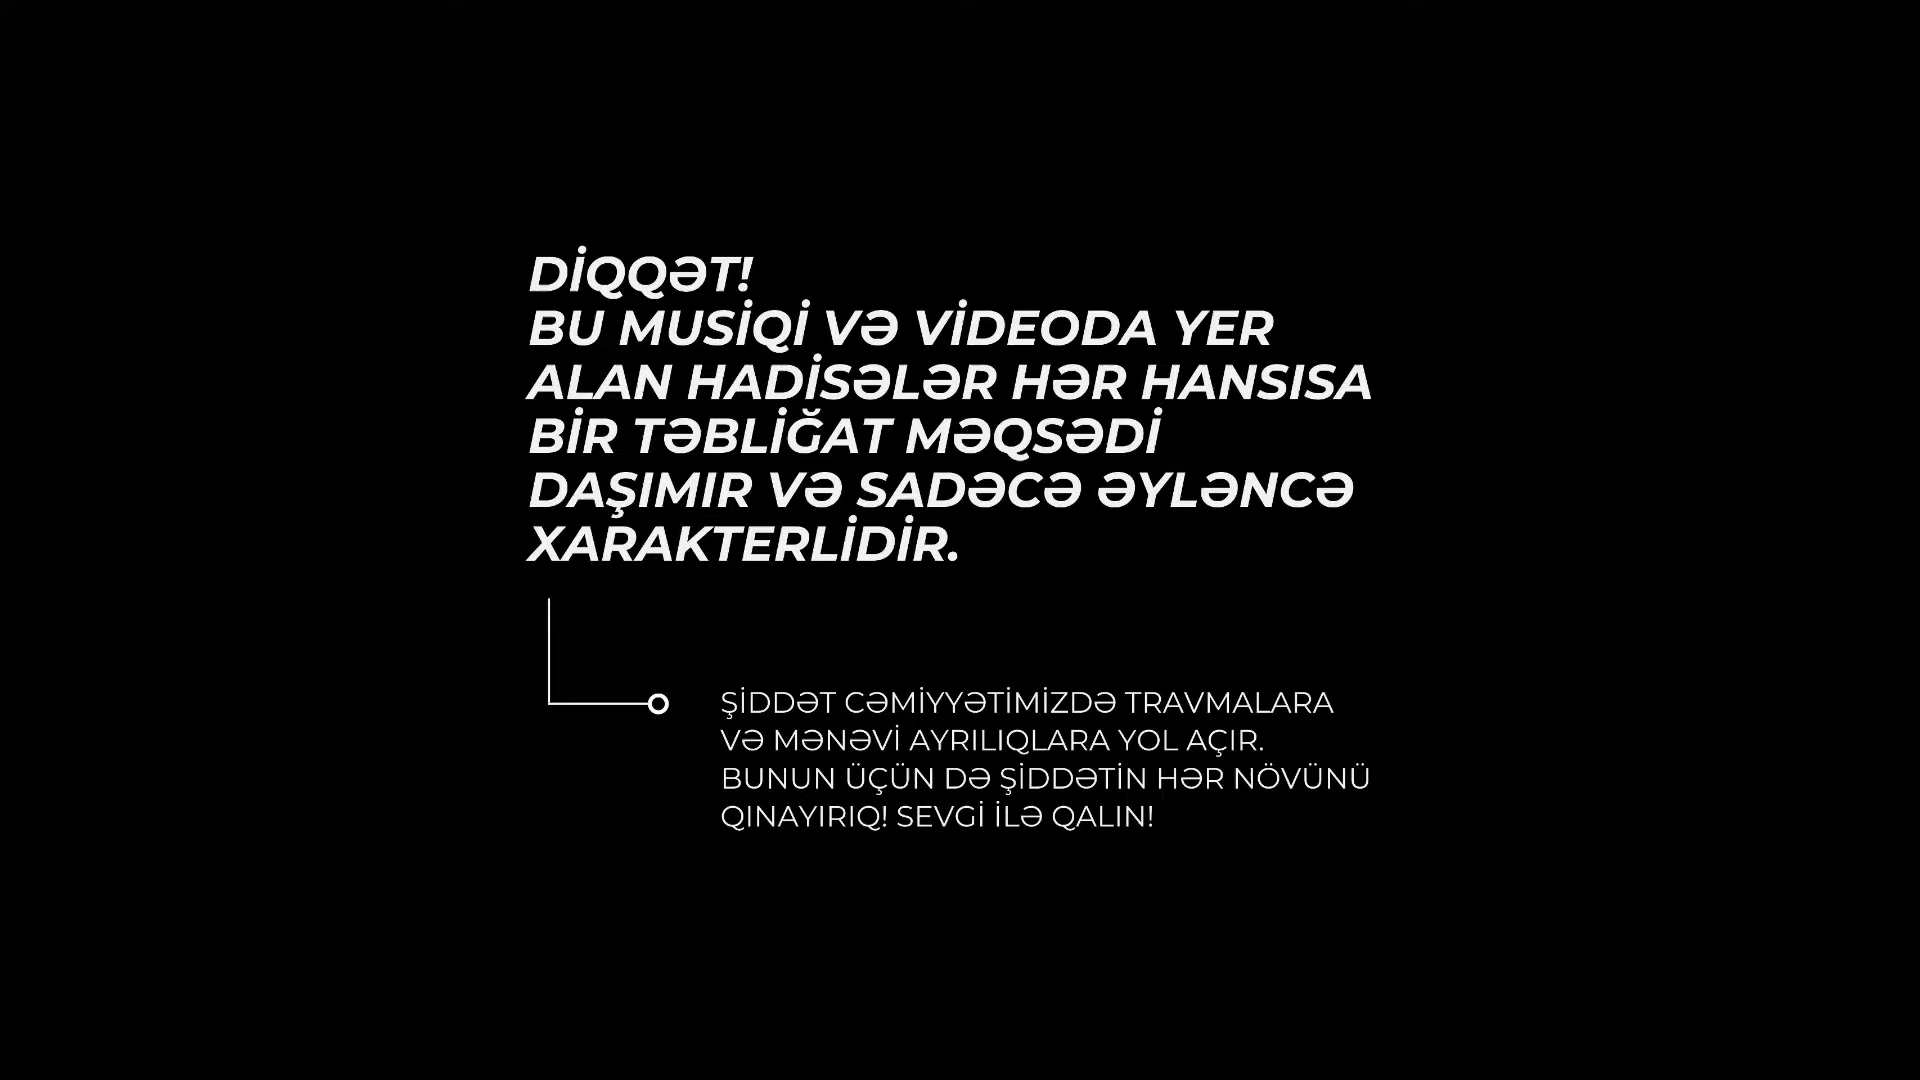 DİQQƏT!
BU MUSİQİ VƏ VİDEODA YER
ALAN HADİSƏLƏR HƏR HANSISA
BİR TƏBLİĞAT MƏQSƏDİ
DAŞIMIR VƏ SADƏCƏ ƏYLƏNCƏ
XARAKTERLİDİR.
ŞİDDƏT CƏMİYYƏTİMİZDƏ TRAVMALARA
VƏ MƏNƏVİ AYRILIQLARA YOL AÇIR.
BUNUN ÜÇÜN DƏ ŞİDDƏTİN HƏR NÖVÜNÜ
QINAYIRIQ! SEVGİ İLƏ QALIN!